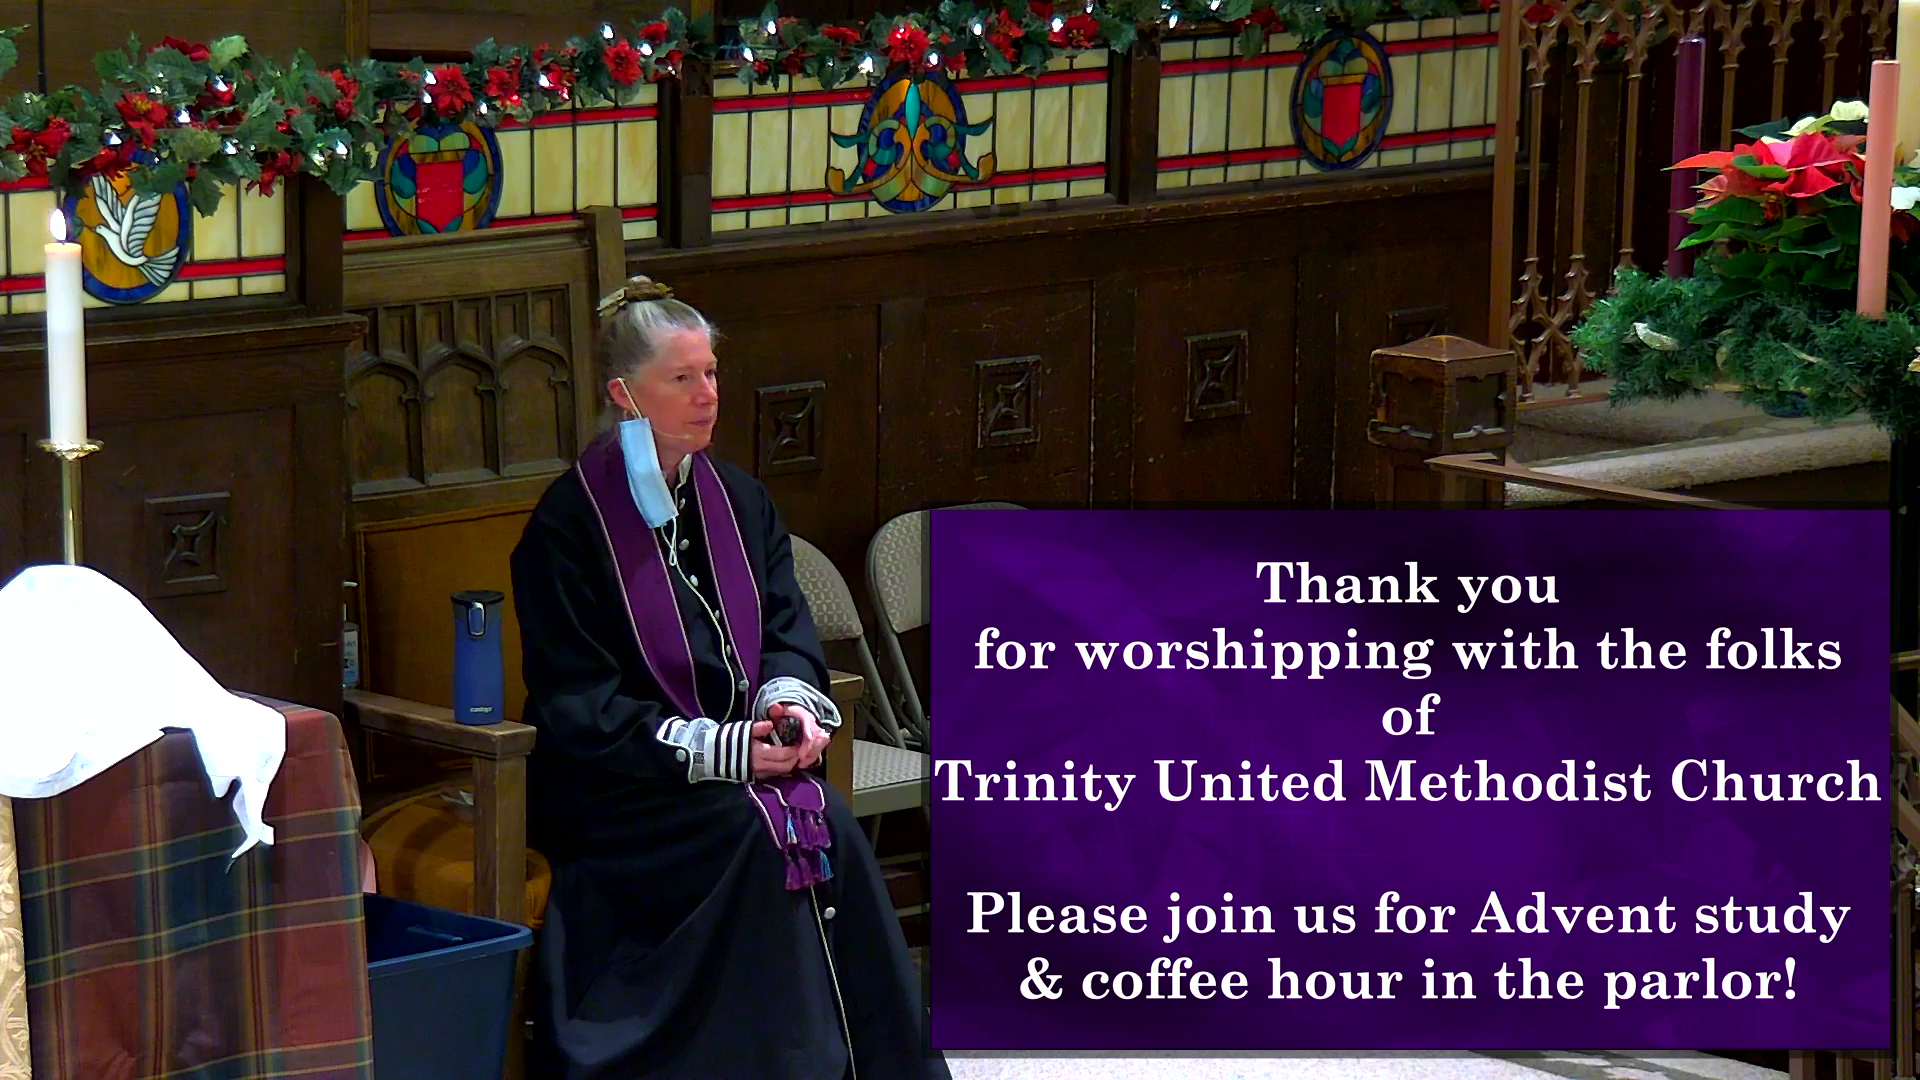 Thank you
for worshipping with the folks
of
Trinity United Methodist Church
Please join us for Advent study
& coffee hour in the parlor!